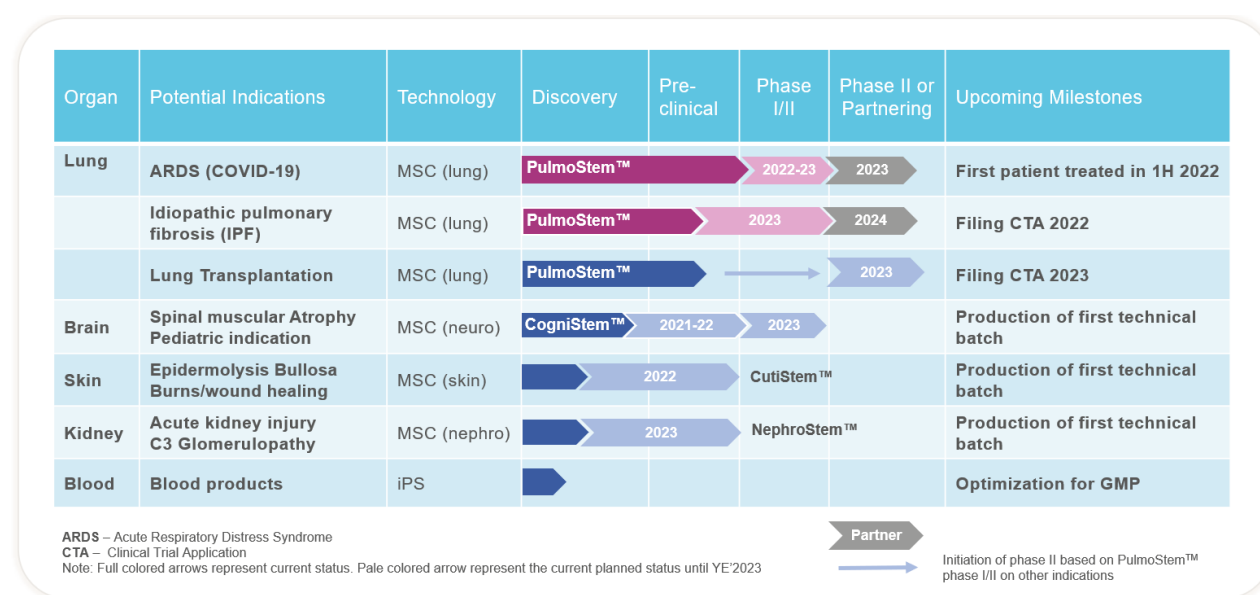 Organ Potential Indications Technology Discovery Pre-clinical Phase I/II Phase II or Partnering Upcoming Milestones
Lung ARDS (COVID-19) MSC (lung) PulmoStem™ 2022-23 2023 First patient treated in 1H 2022
Idiopathic pulmonary fibrosis (IPF) MSC (lung) PulmoStem™ 2023 2024 Filing CTA 2022
Lung Transplantation MSC (lung) PulmoStem™ 2023 Filing CTA 2023
Brain Spinal muscular Atrophy Pediatric indication MSC (neuro) CogniStem™ 2021-22 2023 Production of first technical batch
Skin Epidermolysis Bullosa Burns/wound healing MSC (skin) 2022 CutiStem™ Production of first technical batch
Kidney Acute kidney injury C3 Glomerulopathy MSC (nephro) 2023 NephroStem™ Production of first technical batch
Blood Blood products iPS Optimization for GMP
ARDS – Acute Respiratory Distress Syndrome
CTA – Clinical Trial Application
Note: Full colored arrows represent current status. Pale colored arrow represent the current planned status until YE'2023
Partner
Initiation of phase II based on PulmoStem™
phase I/II on other indications